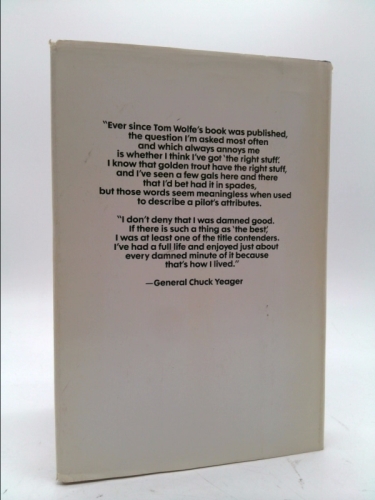 "Ever since Tom Wolfe's book was published,
the question I'm asked most often
and which always annoys me
is whether I think I've got 'the right stuff'.
I know that golden trout have the right stuff,
and I've seen a few gals here and there
that I'd bet had it in spades,
but those words seem meaningless when used
to describe a pilot's attributes.
"I don't deny that I was damned good.
If there is such a thing as 'the best',
I was at least one of the title contenders.
I've had a full life and enjoyed just about
every damned minute of it because
that's how I lived."
—General Chuck Yeager